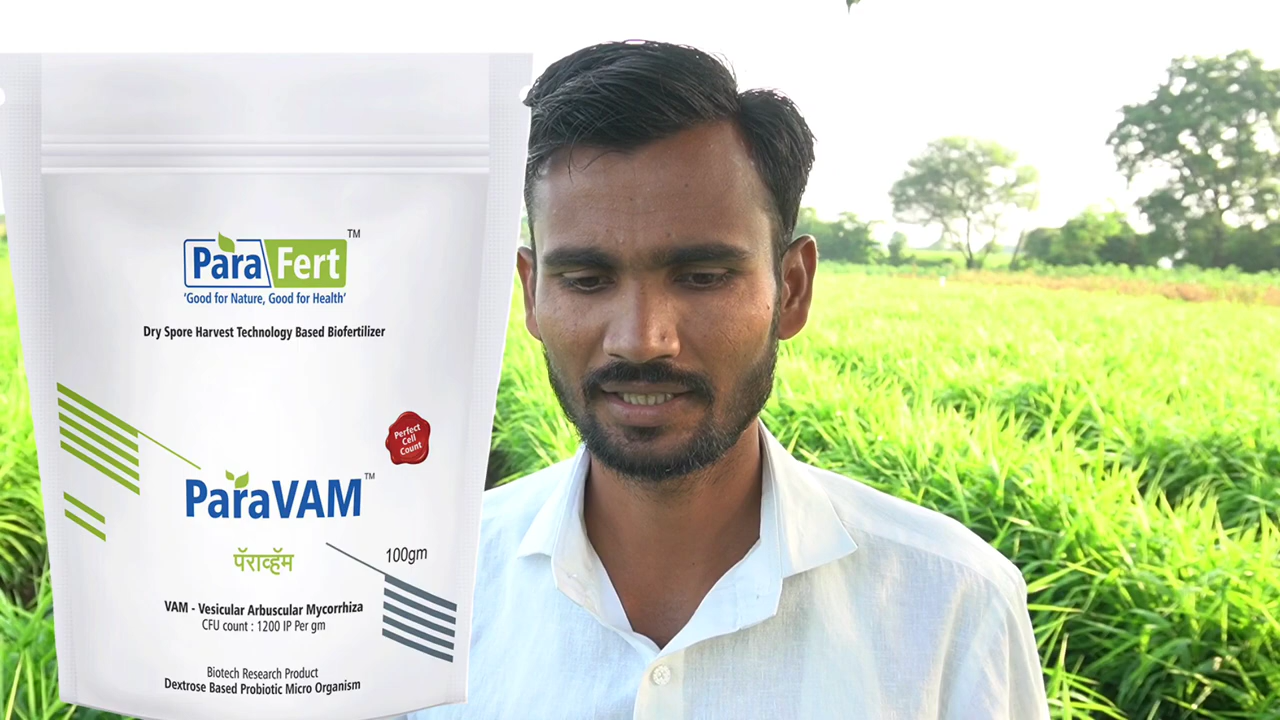 Para Fert TM
'Good for Nature, Good for Health'
Dry Spore Harvest Technology Based Biofertilizer
Perfect
Cell
Count
ParaVAM TM
पॅराव्हॅम
100gm
VAM - Vesicular Arbuscular Mycorrhiza
CFU count : 1200 IP Per gm
Biotech Research Product
Dextrose Based Probiotic Micro Organism